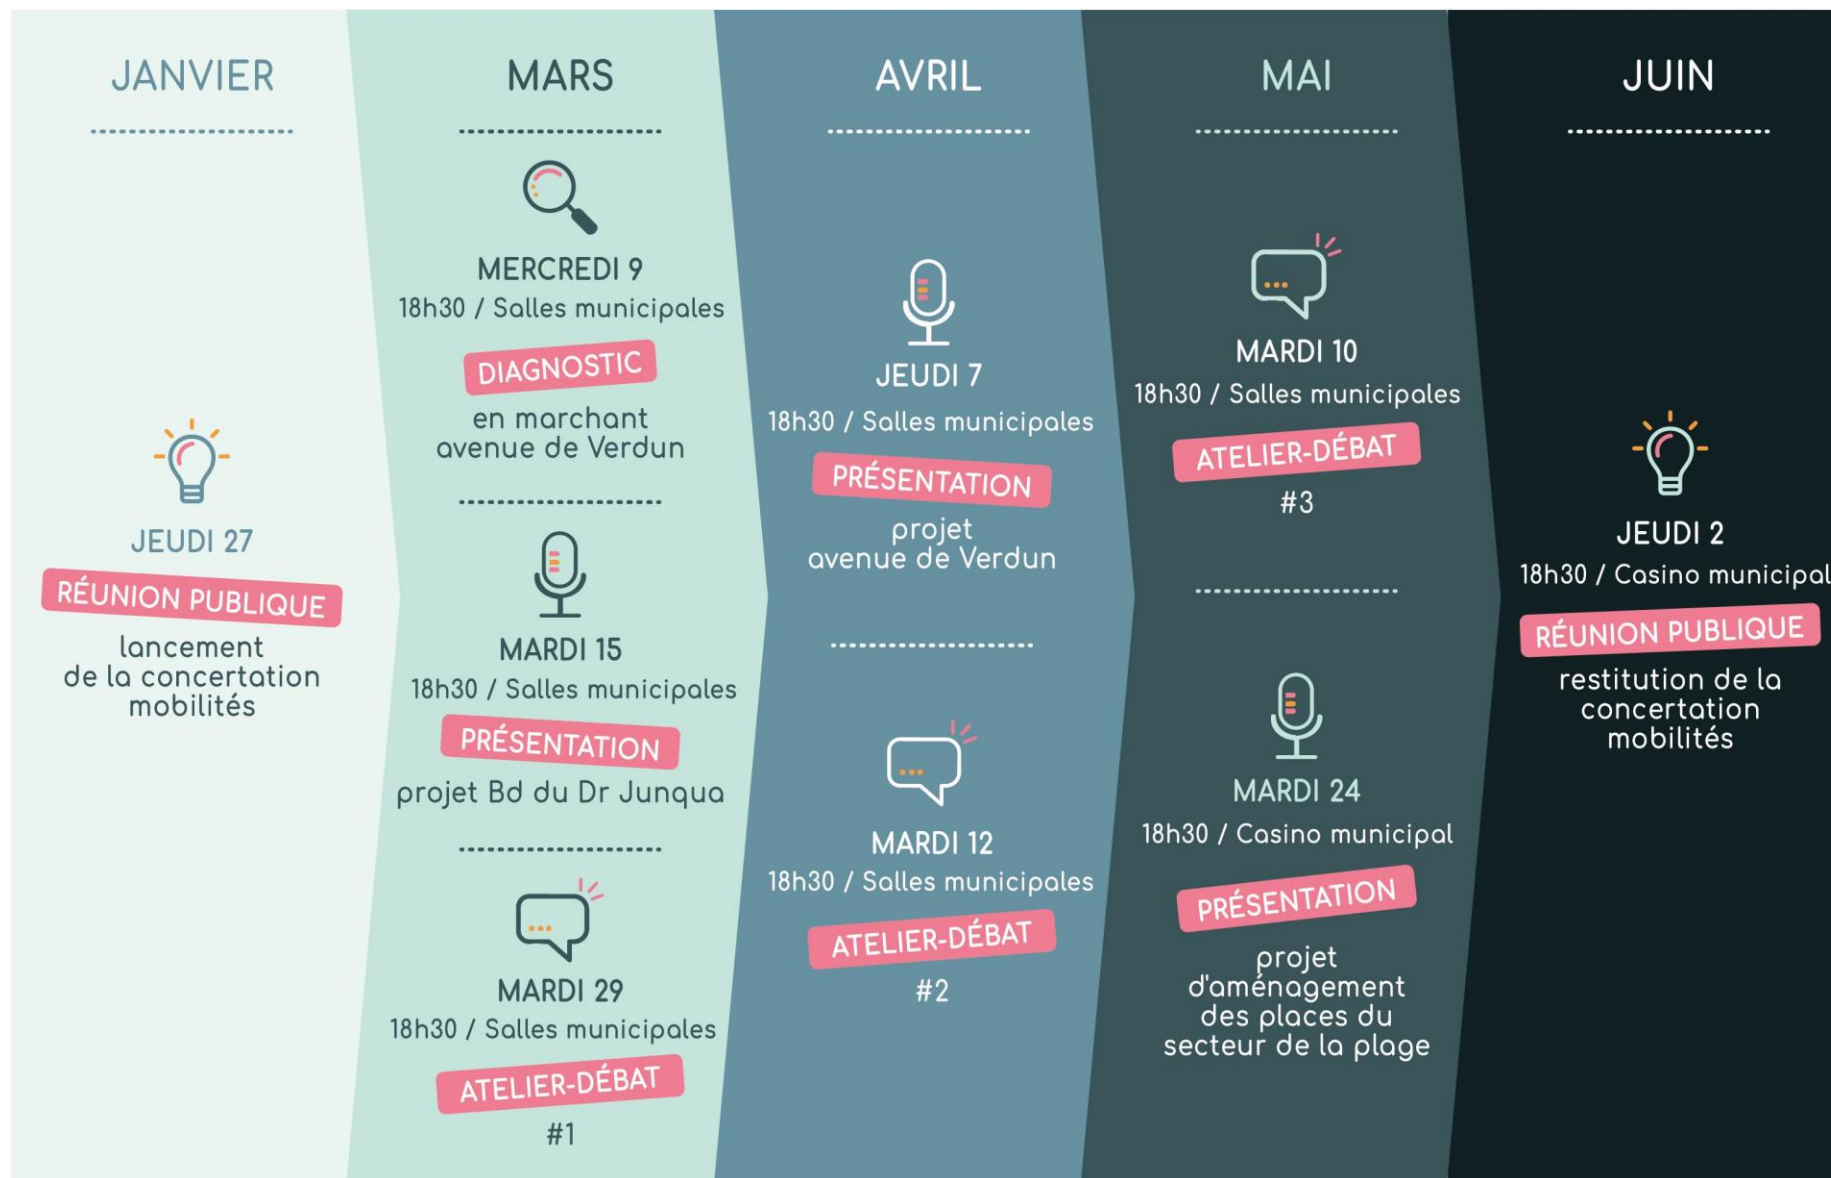 JANVIER
JEUDI 27
RÉUNION PUBLIQUE
lancement
de la concertation
mobilités
MARS
MERCREDI 9
18h30 / Salles municipales
DIAGNOSTIC
en marchant
avenue de Verdun
MARDI 15
18h30 / Salles municipales
PRÉSENTATION
projet Bd du Dr Junqua
MARDI 29
18h30 / Salles municipales
ATELIER-DÉBAT
#1
AVRIL
JEUDI 7
18h30 / Salles municipales
PRÉSENTATION
projet
avenue de Verdun
MARDI 12
18h30 / Salles municipales
ATELIER-DÉBAT
#2
MAI
MARDI 10
18h30 / Salles municipales
ATELIER-DÉBAT
#3
MARDI 24
18h30 / Casino municipal
PRÉSENTATION
projet
d'aménagement
des places du
secteur de la plage
JUIN
JEUDI 2
18h30 / Casino municipal
RÉUNION PUBLIQUE
restitution de la
concertation
mobilités